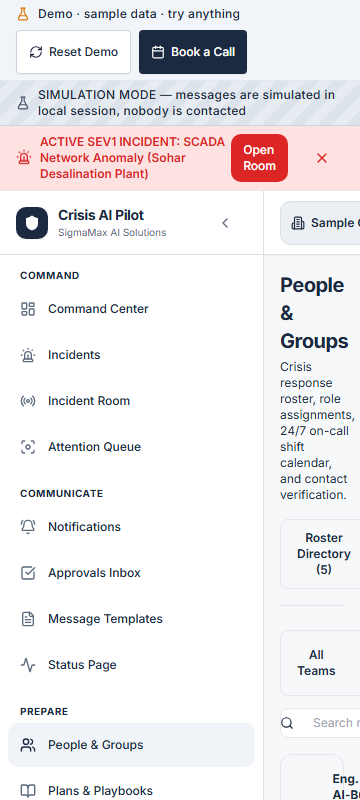 Demo · sample data · try anything
Reset Demo
Book a Call
SIMULATION MODE — messages are simulated in
local session, nobody is contacted
ACTIVE SEV1 INCIDENT: SCADA
Network Anomaly (Sohar
Desalination Plant)
Open
Room
Crisis AI Pilot
SigmaMax AI Solutions
COMMAND
Command Center
Incidents
Incident Room
Attention Queue
COMMUNICATE
Notifications
Approvals Inbox
Message Templates
Status Page
PREPARE
People & Groups
Plans & Playbooks
Sample
People
&
Groups
Crisis
response
roster, role
assignments,
24/7 on-call
shift
calendar,
and contact
verification.
Roster
Directory
(5)
All
Teams
Search
Eng.